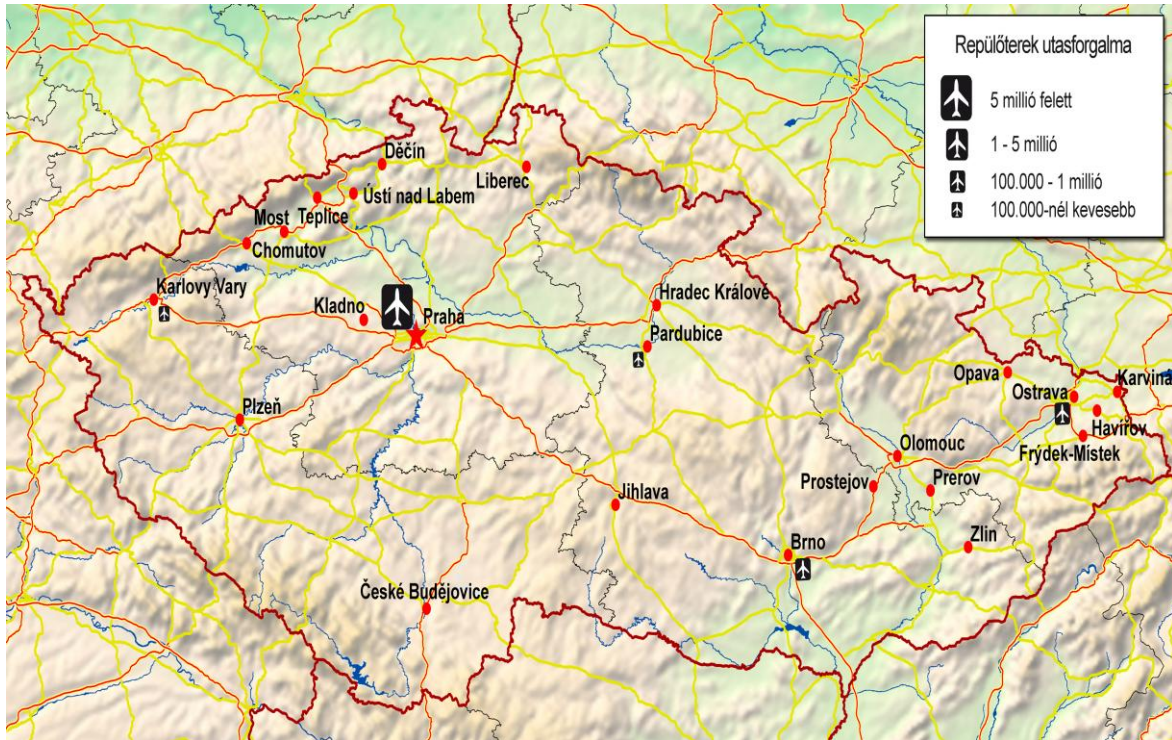 Repülőterek utasforgalma
5 millió felett
1 - 5 millió
100.000 - 1 millió
100.000-nél kevesebb
Děčín
Liberec
Ústí nad Labem
Teplice
Most
Chomutov
Karlovy Vary
Kladno
Praha
Hradec Králové
Pardubice
Opava
Ostrava
Karvina
Havířov
Frýdek-Místek
Plzeň
Olomouc
Prostejov
Prerov
Jihlava
Brno
Zlin
České Budějovice